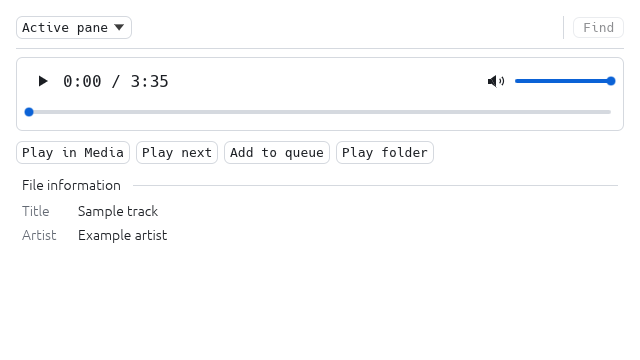 Active pane
Find
0:00 / 3:35
Play in Media
Play next
Add to queue
Play folder
File information
Title Sample track
Artist Example artist